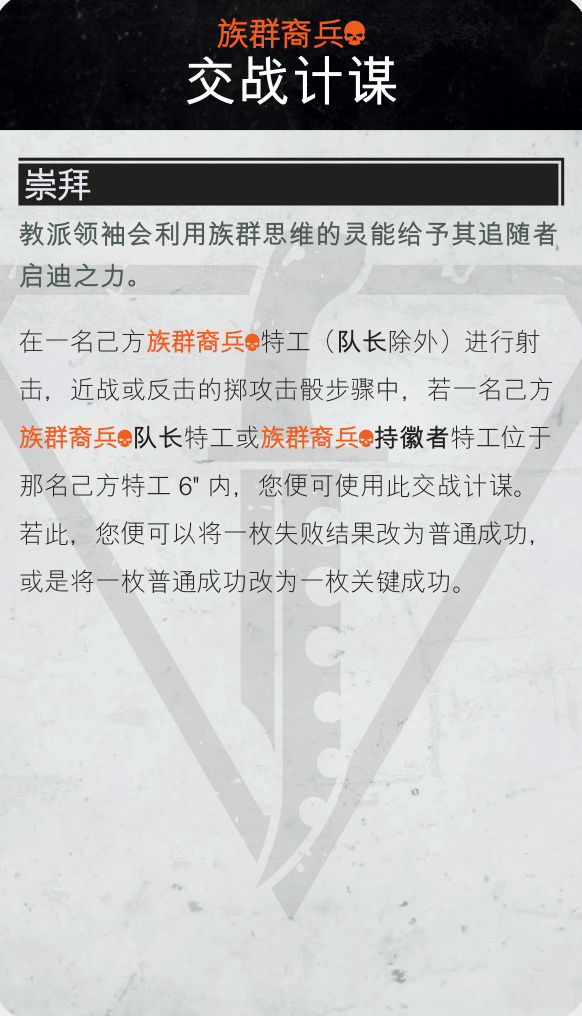 族群裔兵
交战计谋
崇拜
教派领袖会利用族群思维的灵能给予其追随者
启迪之力。
在一名己方族群裔兵特工（队长除外）进行射
击，近战或反击的掷攻击骰步骤中，若一名己方
族群裔兵队长特工或族群裔兵持徽者特工位于
那名己方特工 6" 内，您便可使用此交战计谋。
若此，您便可以将一枚失败结果改为普通成功，
或是将一枚普通成功改为一枚关键成功。